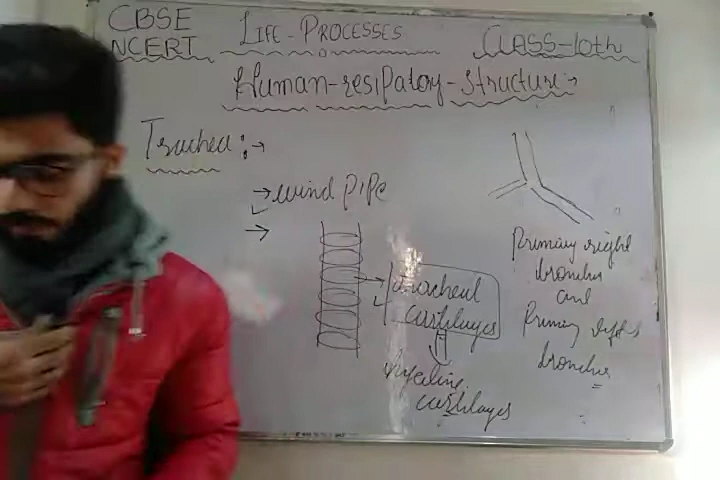 CBSE
NCERT
LIFE-PROCESSES
CLASS-10th
Human-resipatory-structure:-
Trachea:→
→ wind pipe
→
tracheal
cartilages
hyaline
cartilages
Primary right
bronchus
and
Primary left
bronchus